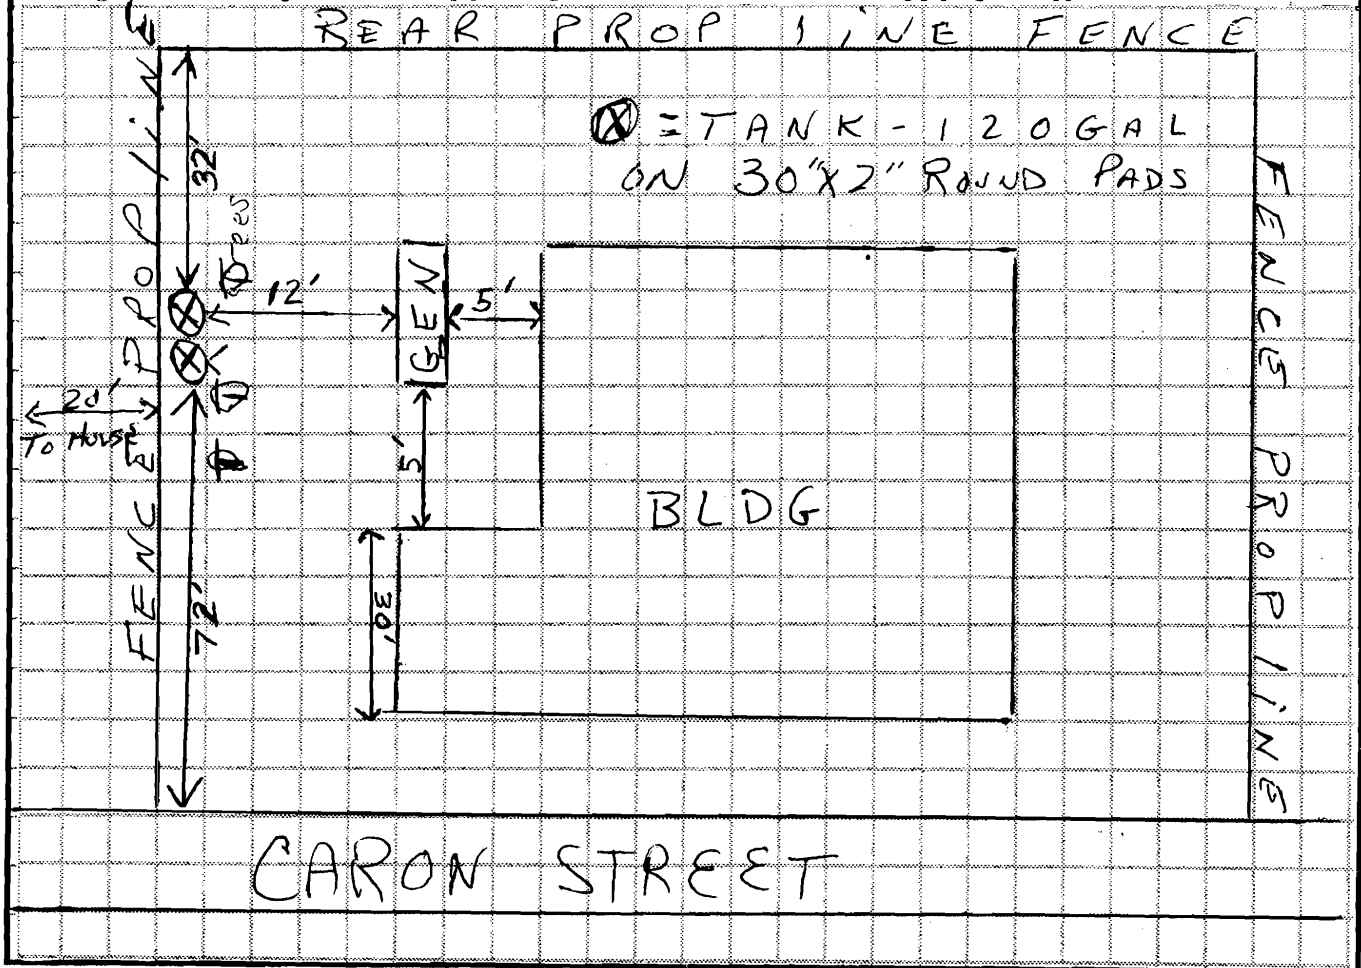 REAR PROP LINE FENCE
FENCE PROP LINE
32'
⊗ = TANK - 120 GAL
ON 30"X2" ROUND PADS
Trees
12'
GEN
5'
To House
5'
BLDG
30'
72'
FENCE PROP LINE
CARON STREET